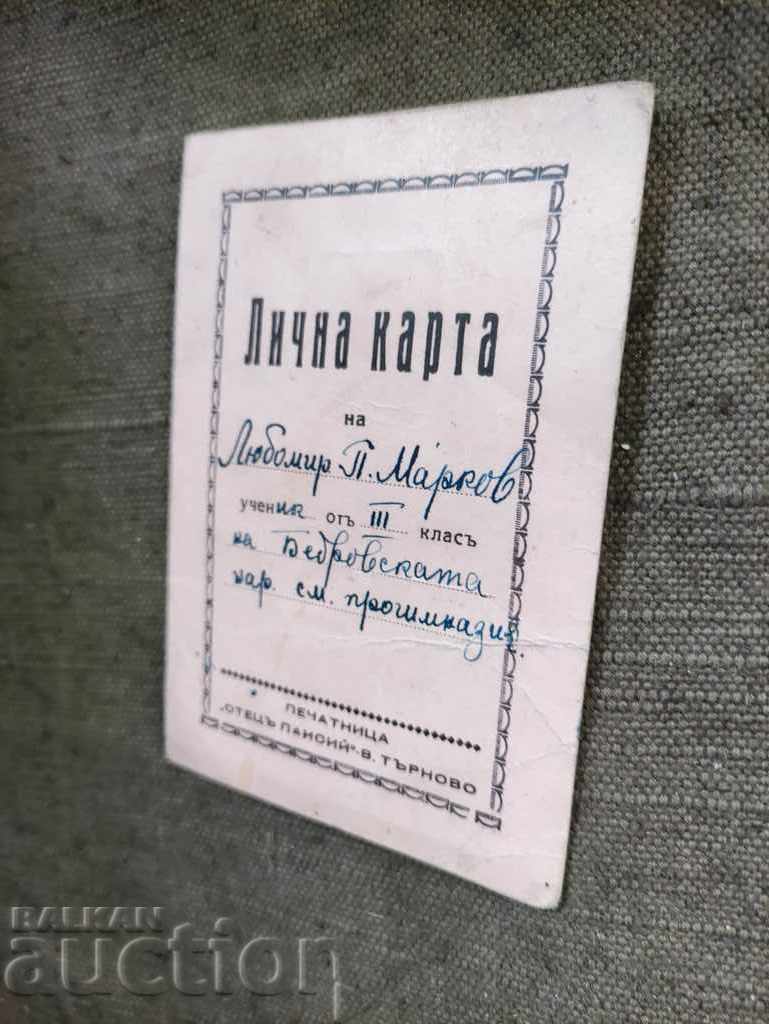 Лична карта
на
Любомир П. Марков
ученик отъ III класъ
на Бебровската
нар. см. прогимназия
ПЕЧАТНИЦА
„ОТЕЦЪ ПАИСИЙ"-В. ТЪРНОВО
BALKAN
auction